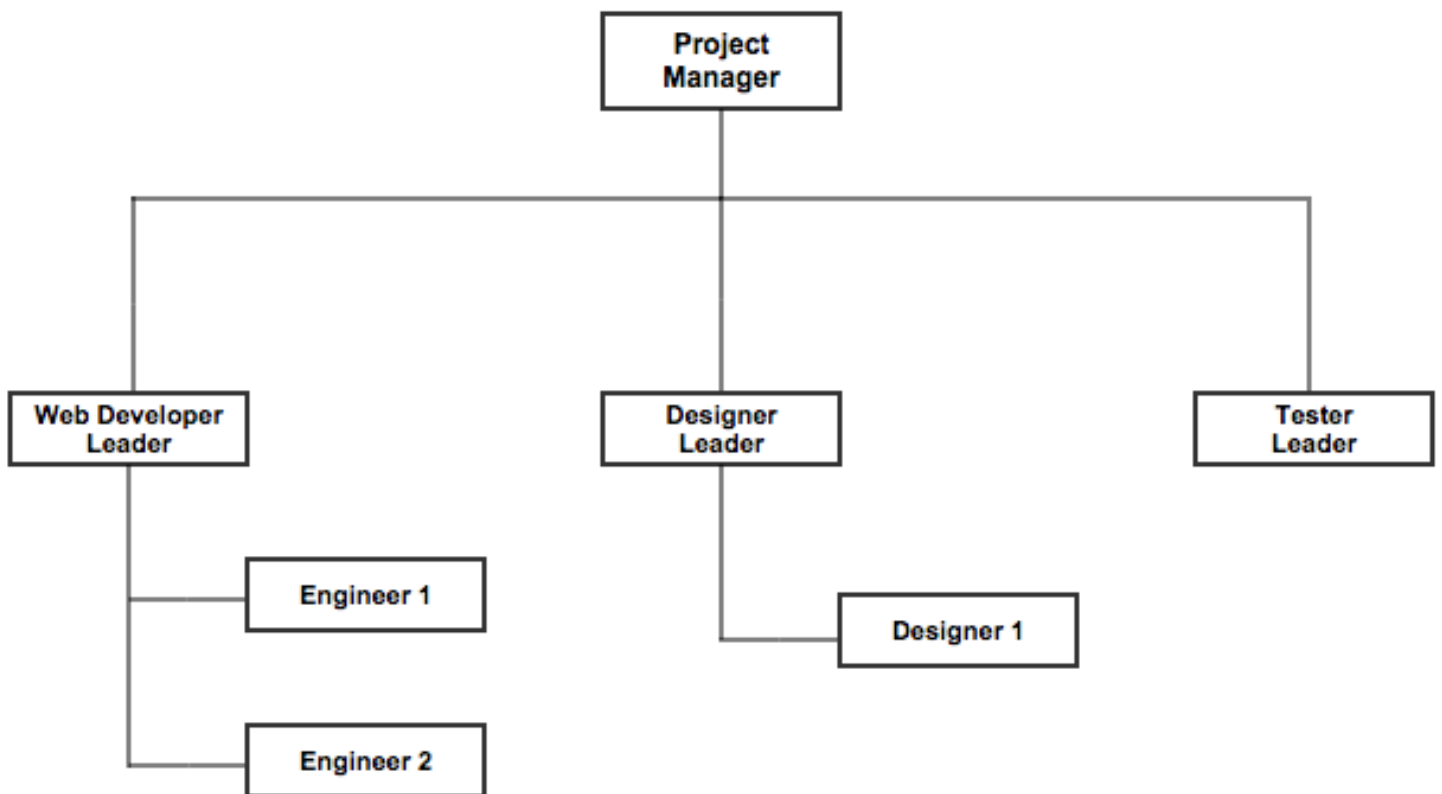 Project
Manager
Web Developer
Leader
Designer
Leader
Tester
Leader
Engineer 1
Designer 1
Engineer 2